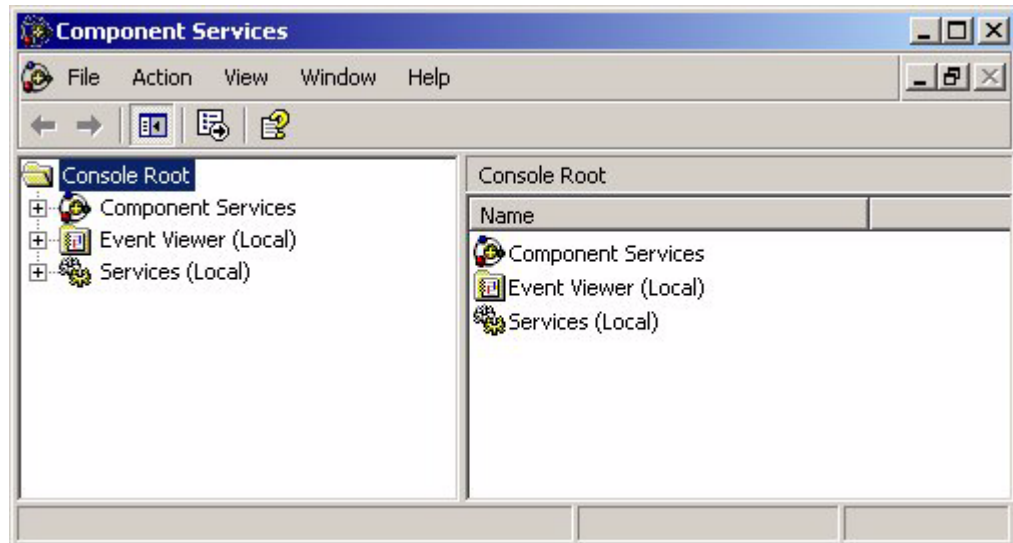 Component Services
File Action View Window Help
Console Root
Component Services
Event Viewer (Local)
Services (Local)
Console Root
Name
Component Services
Event Viewer (Local)
Services (Local)